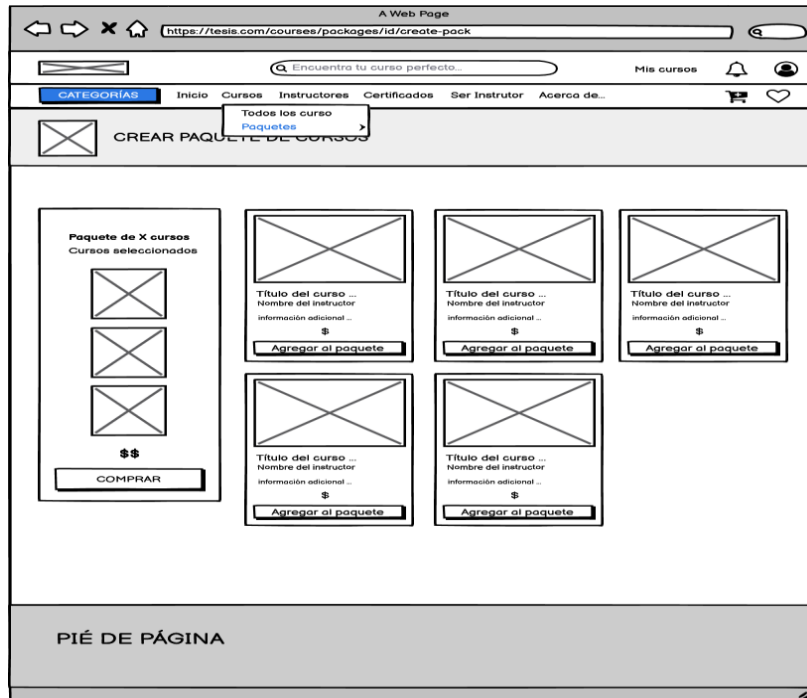 A Web Page
https://tesis.com/courses/packages/id/create-pack
Encuentra tu curso perfecto...
Mis cursos
CATEGORÍAS Inicio Cursos Instructores Certificados Ser Instrutor Acerca de...
Todos los curso
Paquetes
CREAR PAQUETE DE CURSOS
Paquete de X cursos
Cursos seleccionados
$$
COMPRAR
Título del curso ...
Nombre del instructor
información adicional ...
$
Agregar al paquete
Título del curso ...
Nombre del instructor
información adicional ...
$
Agregar al paquete
Título del curso ...
Nombre del instructor
información adicional ...
$
Agregar al paquete
Título del curso ...
Nombre del instructor
información adicional ...
$
Agregar al paquete
Título del curso ...
Nombre del instructor
información adicional ...
$
Agregar al paquete
PIÉ DE PÁGINA